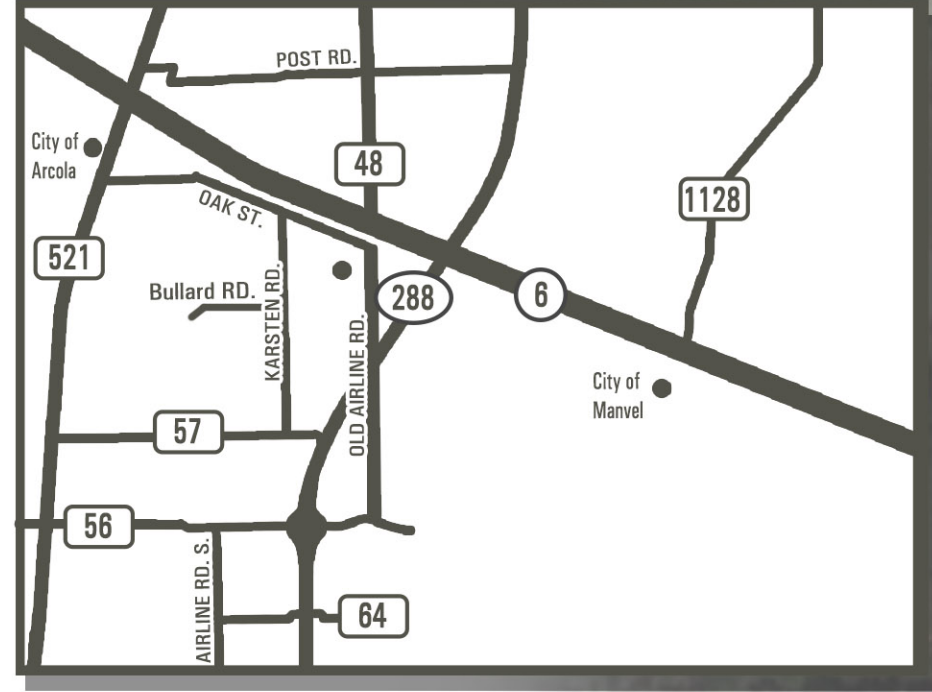 POST RD.
City of
Arcola
48
1128
OAK ST.
521
Bullard RD.
KARSTEN RD.
288
6
OLD AIRLINE RD.
City of
Manvel
57
56
AIRLINE RD. S.
64